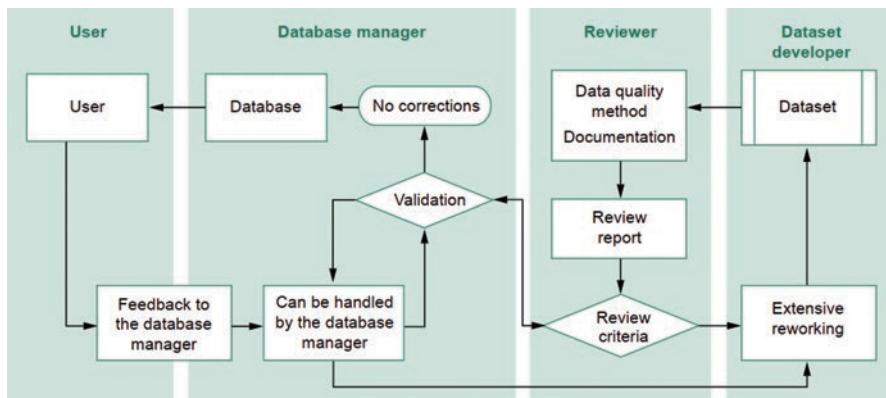 User
Database manager
Reviewer
Dataset
developer
User
Database
No corrections
Data quality
method
Documentation
Dataset
Validation
Review
report
Feedback to
the database
manager
Can be handled
by the database
manager
Review
criteria
Extensive
reworking